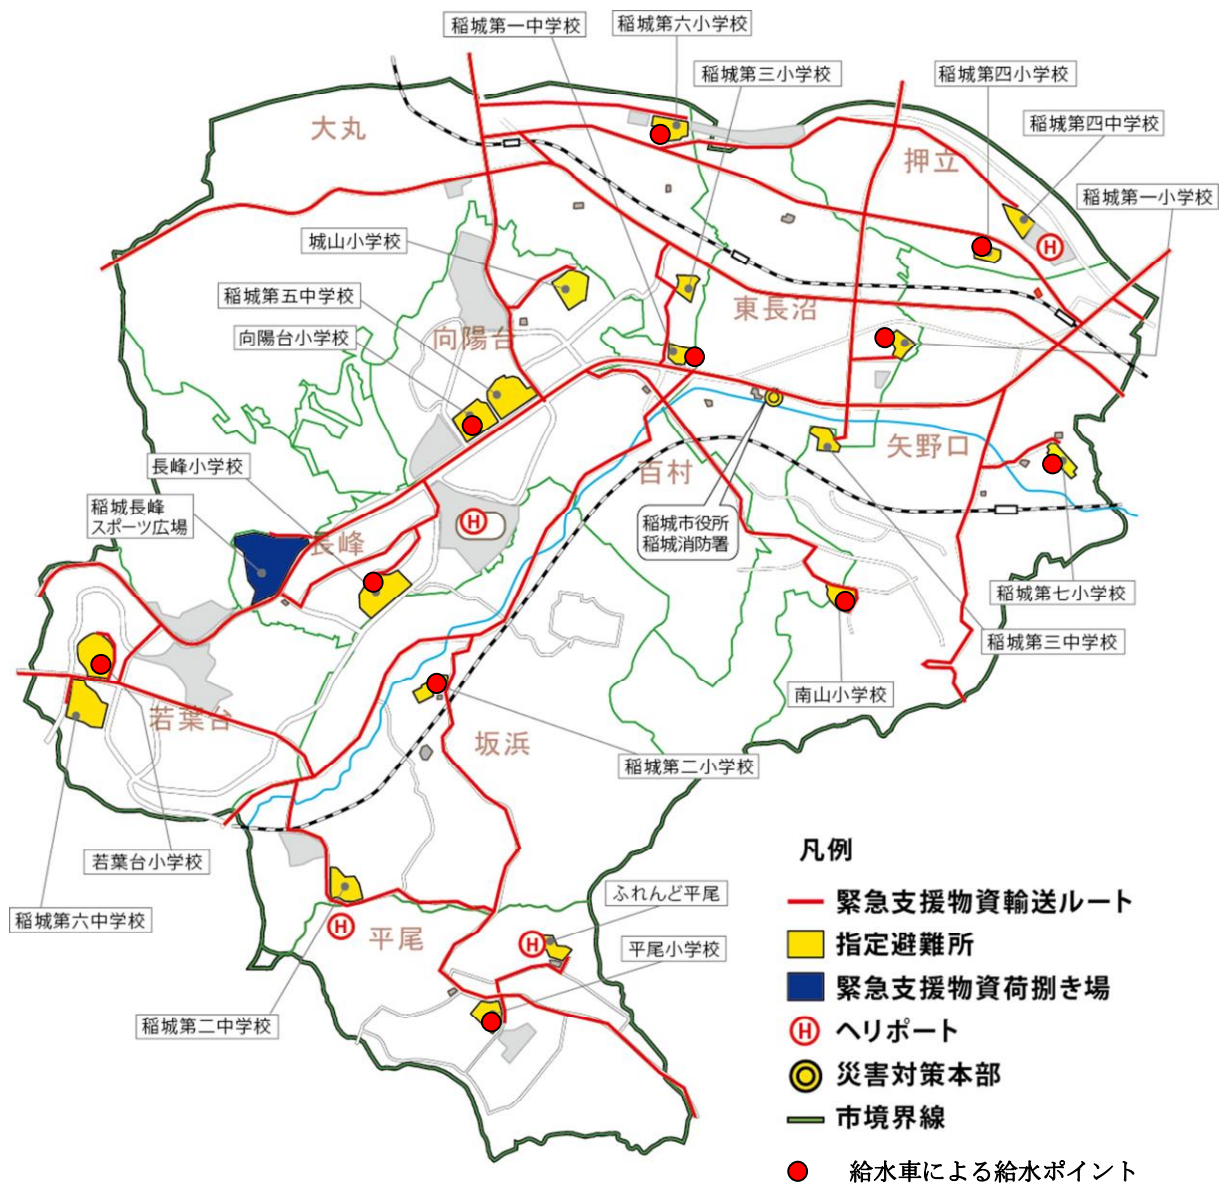 稲城第一中学校
稲城第六小学校
稲城第三小学校
稲城第四小学校
稲城第四中学校
稲城第一小学校
大丸
押立
城山小学校
稲城第五中学校
向陽台小学校
向陽台
東長沼
長峰小学校
稲城長峰
スポーツ広場
長峰
百村
矢野口
稲城市役所
稲城消防署
稲城第七小学校
稲城第三中学校
南山小学校
若葉台
坂浜
稲城第二小学校
若葉台小学校
稲城第六中学校
ふれんど平尾
平尾
平尾小学校
稲城第二中学校
H
H
H
H
凡例
緊急支援物資輸送ルート
指定避難所
緊急支援物資荷捌き場
H ヘリポート
災害対策本部
市境界線
給水車による給水ポイント